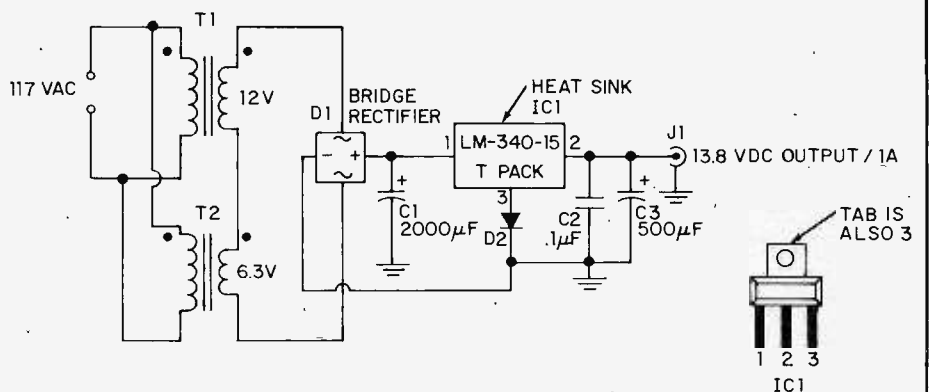 T1
117 VAC
12V
D1
BRIDGE
RECTIFIER
~
- +
~
HEAT SINK
IC1
1
LM-340-15
T PACK
2
3
J1
13.8 VDC OUTPUT / 1A
+
C1
2000µF
D2
C2
.1µF
+
C3
500µF
T2
6.3V
TAB IS
ALSO 3
1 2 3
IC1